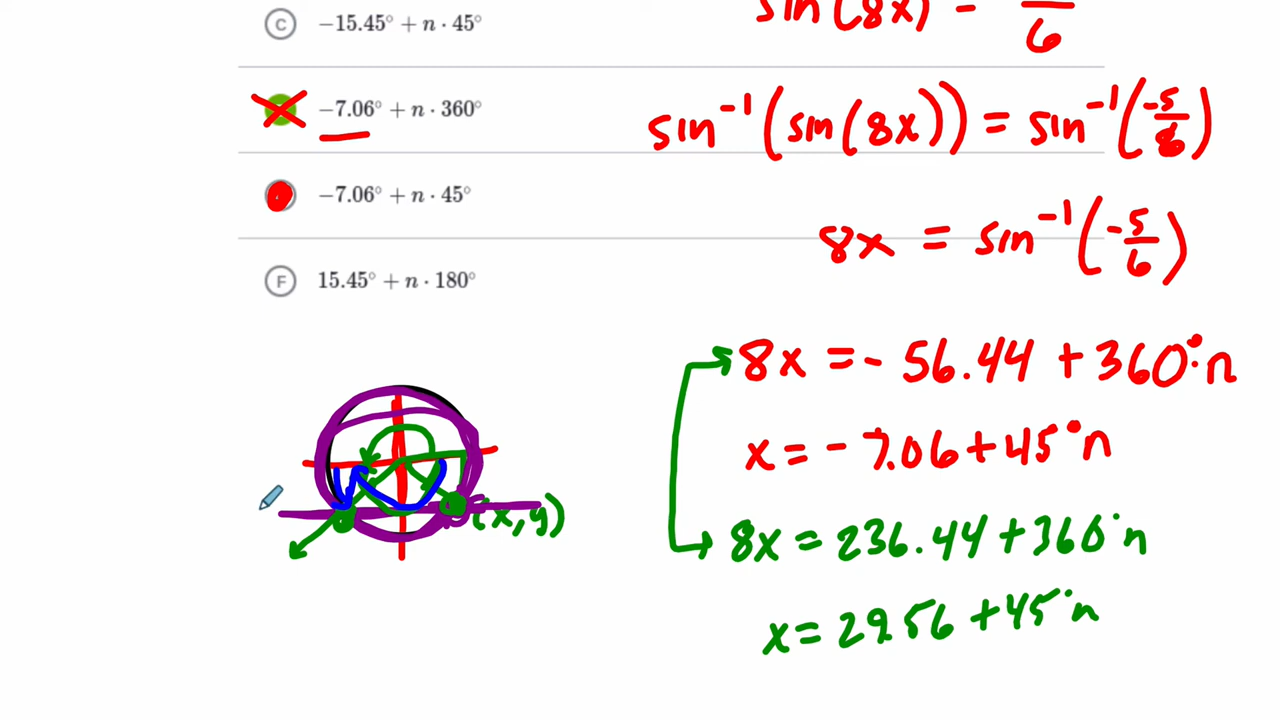 C −15.45° + n · 45°
sin(8x) = 6
−7.06° + n · 360°
sin⁻¹(sin(8x)) = sin⁻¹(-5/6)
−7.06° + n · 45°
8x = sin⁻¹(-5/6)
F 15.45° + n · 180°
8x = - 56.44 + 360°· n
x = - 7.06 + 45°n
(x, y)
8x = 236.44 + 360°n
x = 29.56 + 45°n